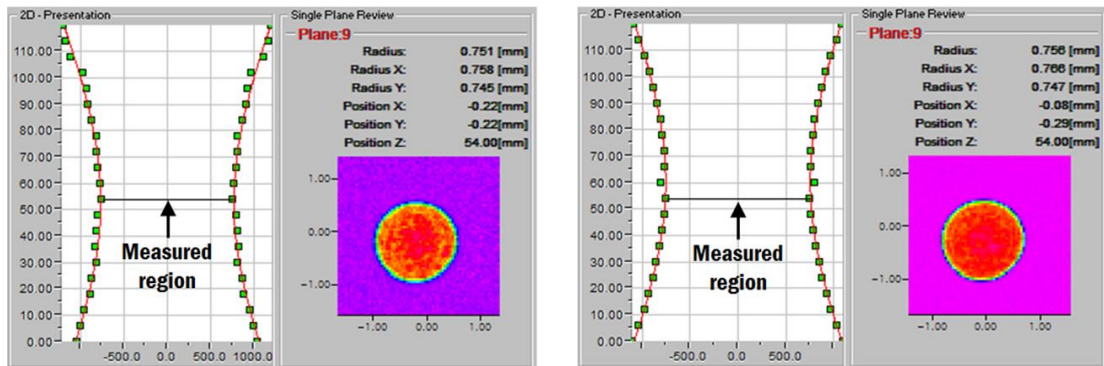 2D - Presentation
110.00
100.00
90.00
80.00
70.00
60.00
50.00
40.00
30.00
20.00
10.00
0.00
-500.0 0.0 500.0 1000.0
Measured
region
Single Plane Review
Plane:9
Radius: 0.751 [mm]
Radius X: 0.758 [mm]
Radius Y: 0.745 [mm]
Position X: -0.22[mm]
Position Y: -0.22[mm]
Position Z: 54.00[mm]
1.00
0.00
-1.00
-1.00 0.00 1.00
2D - Presentation
110.00
100.00
90.00
80.00
70.00
60.00
50.00
40.00
30.00
20.00
10.00
0.00
-500.0 0.0 500.0
Measured
region
Single Plane Review
Plane:9
Radius: 0.756 [mm]
Radius X: 0.766 [mm]
Radius Y: 0.747 [mm]
Position X: -0.08[mm]
Position Y: -0.29[mm]
Position Z: 54.00[mm]
1.00
0.00
-1.00
-1.00 0.00 1.00